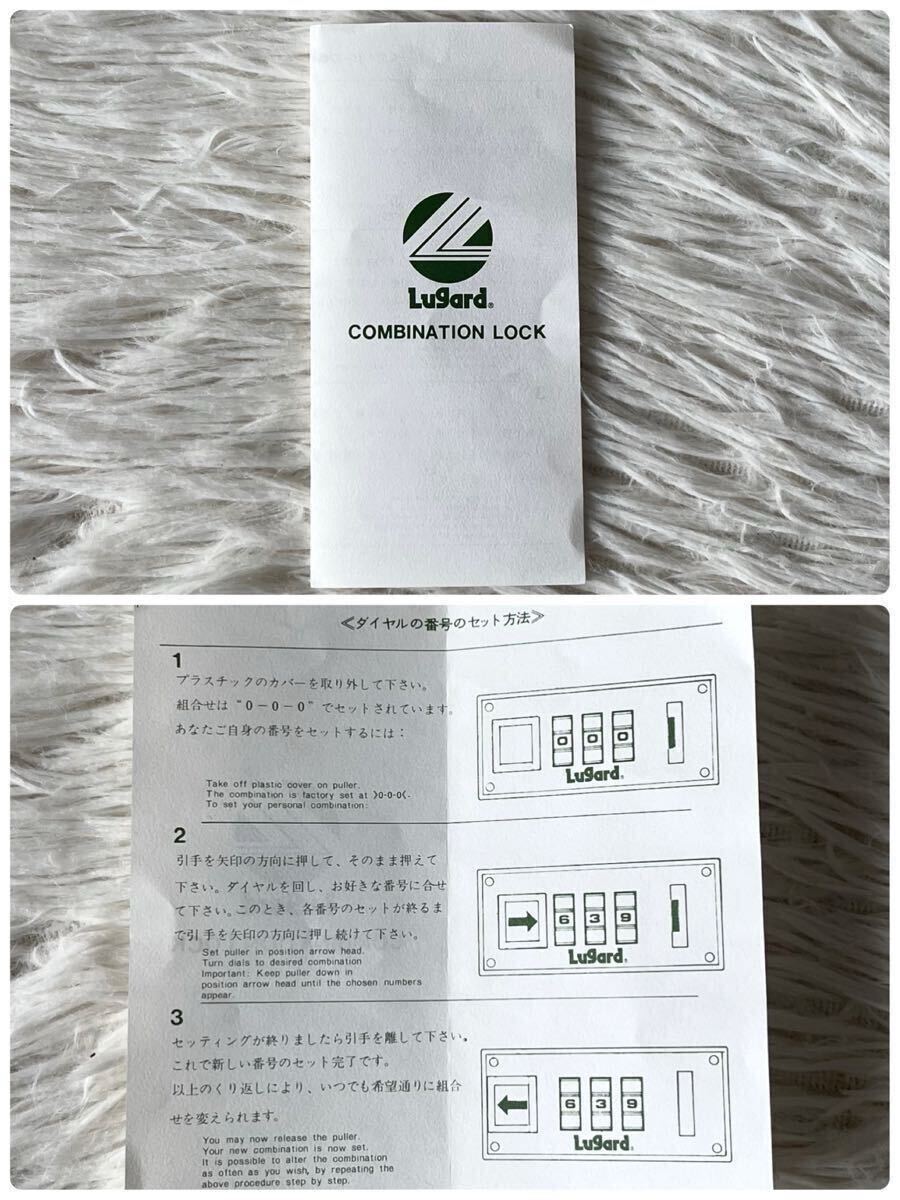 Lugard®
COMBINATION LOCK
≪ダイヤルの番号のセット方法≫
1
プラスチックのカバーを取り外して下さい。
組合せは "0-0-0" でセットされています。
あなたご自身の番号をセットするには：
Take off plastic cover on puller.
The combination is factory set at >0-0-0<-
To set your personal combination:
0 0 0
Lugard®
2
引手を矢印の方向に押して、そのまま押えて
下さい。ダイヤルを回し、お好きな番号に合せ
て下さい。このとき、各番号のセットが終るま
で引手を矢印の方向に押し続けて下さい。
Set puller in position arrow head.
Turn dials to desired combination
Important: Keep puller down in
position arrow head until the chosen numbers
appear.
6 3 9
Lugard®
3
セッティングが終りましたら引手を離して下さい。
これで新しい番号のセット完了です。
以上のくり返しにより、いつでも希望通りに組合
せを変えられます。
You may now release the puller.
Your new combination is now set.
It is possible to alter the combination
as often as you wish, by repeating the
above procedure step by step.
6 3 9
Lugard®